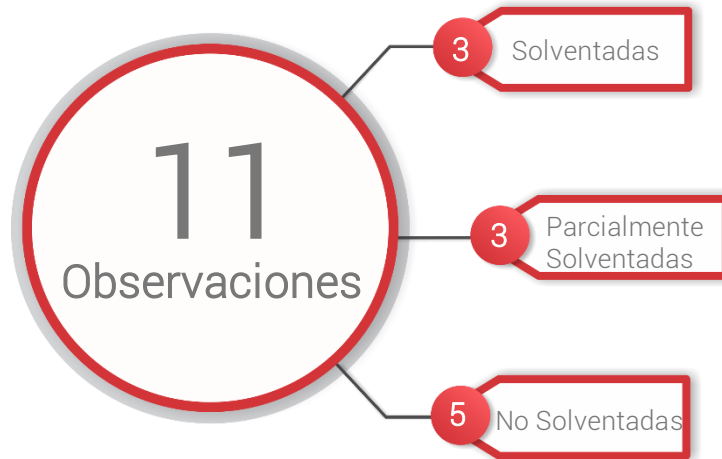 3
Solventadas
11
Observaciones
3
Parcialmente
Solventadas
5
No Solventadas